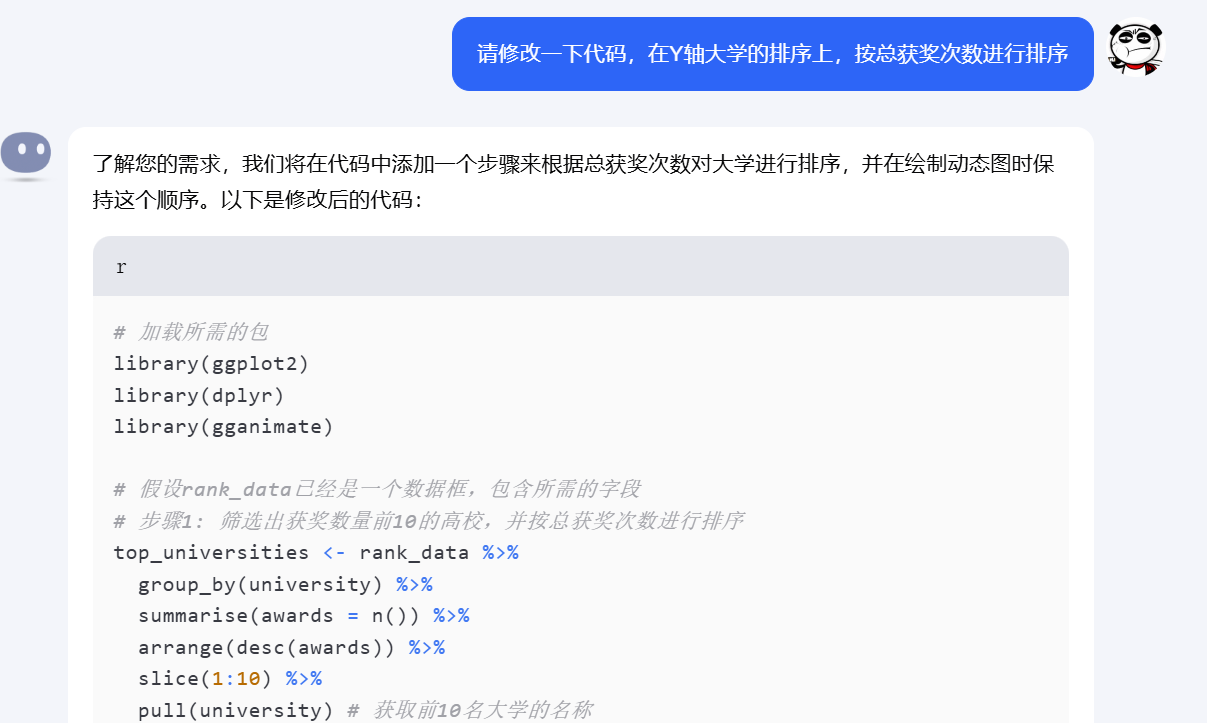 请修改一下代码，在Y轴大学的排序上，按总获奖次数进行排序
了解您的需求，我们将在代码中添加一个步骤来根据总获奖次数对大学进行排序，并在绘制动态图时保
持这个顺序。以下是修改后的代码：
r
# 加载所需的包
library(ggplot2)
library(dplyr)
library(gganimate)
# 假设rank_data已经是一个数据框，包含所需的字段
# 步骤1: 筛选出获奖数量前10的高校，并按总获奖次数进行排序
top_universities <- rank_data %>%
  group_by(university) %>%
  summarise(awards = n()) %>%
  arrange(desc(awards)) %>%
  slice(1:10) %>%
  pull(university) # 获取前10名大学的名称